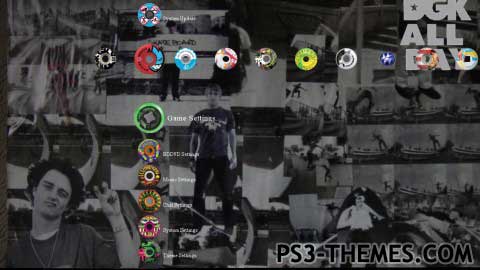 System Update
DGK
ALL
DAY
Game Settings
BD/DVD Settings
Music Settings
Chat Settings
System Settings
Theme Settings
PS3-THEMES.COM